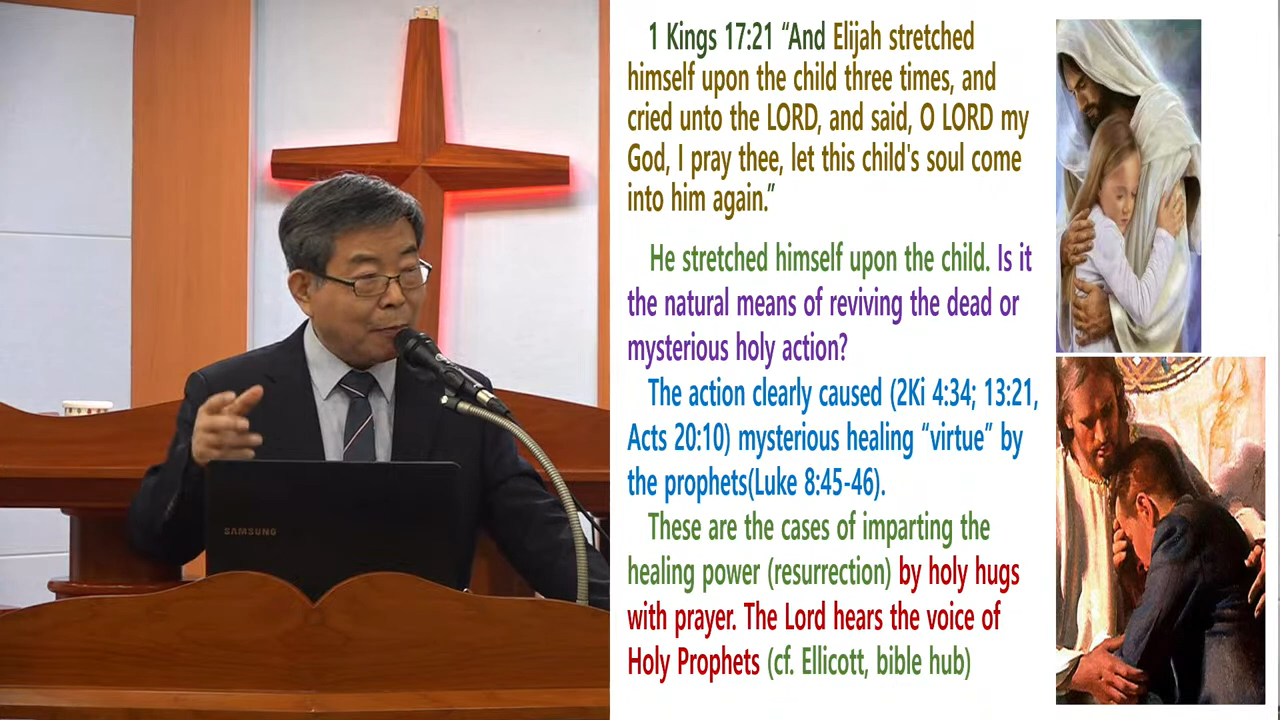 1 Kings 17:21 “And Elijah stretched
himself upon the child three times, and
cried unto the LORD, and said, O LORD my
God, I pray thee, let this child's soul come
into him again.”
He stretched himself upon the child. Is it
the natural means of reviving the dead or
mysterious holy action?
The action clearly caused (2Ki 4:34; 13:21,
Acts 20:10) mysterious healing “virtue” by
the prophets(Luke 8:45-46).
These are the cases of imparting the
healing power (resurrection) by holy hugs
with prayer. The Lord hears the voice of
Holy Prophets (cf. Ellicott, bible hub)
SAMSUNG